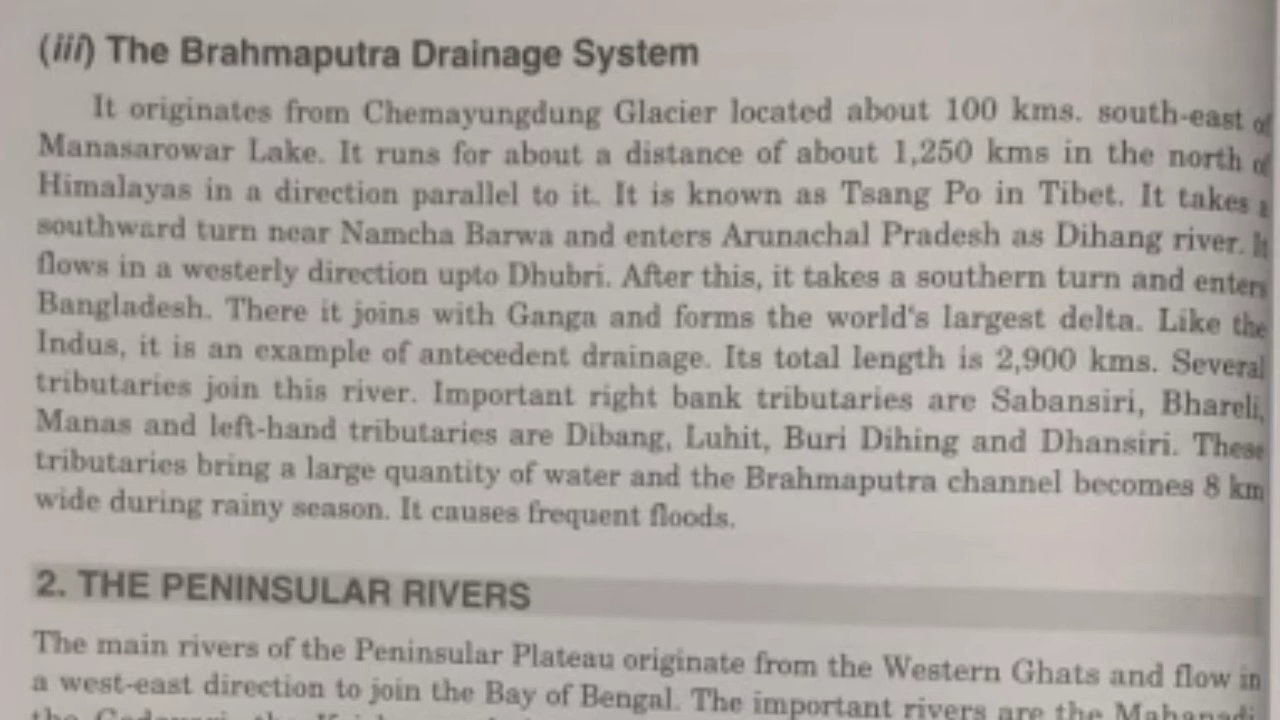 (iii) The Brahmaputra Drainage System
It originates from Chemayungdung Glacier located about 100 kms. south-east of
Manasarowar Lake. It runs for about a distance of about 1,250 kms in the north of
Himalayas in a direction parallel to it. It is known as Tsang Po in Tibet. It takes a
southward turn near Namcha Barwa and enters Arunachal Pradesh as Dihang river. It
flows in a westerly direction upto Dhubri. After this, it takes a southern turn and enters
Bangladesh. There it joins with Ganga and forms the world's largest delta. Like the
Indus, it is an example of antecedent drainage. Its total length is 2,900 kms. Several
tributaries join this river. Important right bank tributaries are Sabansiri, Bhareli,
Manas and left-hand tributaries are Dibang, Luhit, Buri Dihing and Dhansiri. These
tributaries bring a large quantity of water and the Brahmaputra channel becomes 8 km
wide during rainy season. It causes frequent floods.
2. THE PENINSULAR RIVERS
The main rivers of the Peninsular Plateau originate from the Western Ghats and flow in
a west-east direction to join the Bay of Bengal. The important rivers are the Mahanadi,